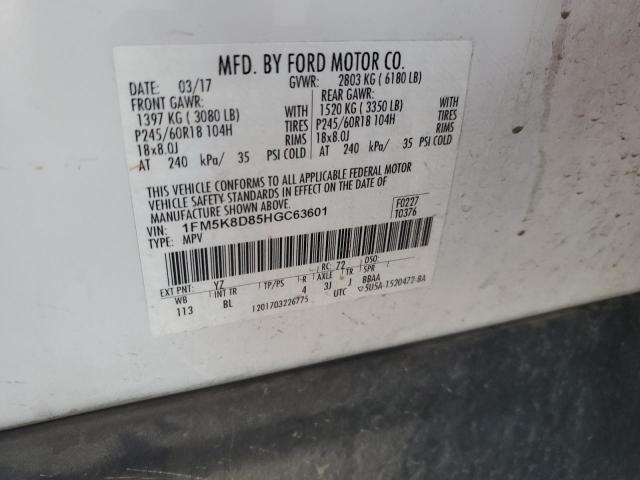 MFD. BY FORD MOTOR CO.
DATE: 03/17 GVWR: 2803 KG ( 6180 LB)
FRONT GAWR: REAR GAWR:
1397 KG ( 3080 LB) WITH 1520 KG ( 3350 LB) WITH
P245/60R18 104H TIRES P245/60R18 104H TIRES
18x8.0J RIMS 18x8.0J RIMS
AT 240 kPa/ 35 PSI COLD AT 240 kPa/ 35 PSI COLD
THIS VEHICLE CONFORMS TO ALL APPLICABLE FEDERAL MOTOR
VEHICLE SAFETY-STANDARDS IN EFFECT ON THE DATE OF
MANUFACTURE SHOWN ABOVE.
VIN: 1FM5K8D85HGC63601 F0227
TYPE: MPV T0376
EXT PNT: YZ RC: 72 DSO:
WB INT TR TP/PS R AXLE TR SPR
113 BL 4 3J J BBAA
1201703226775 UTC 5U5A-1520472-BA